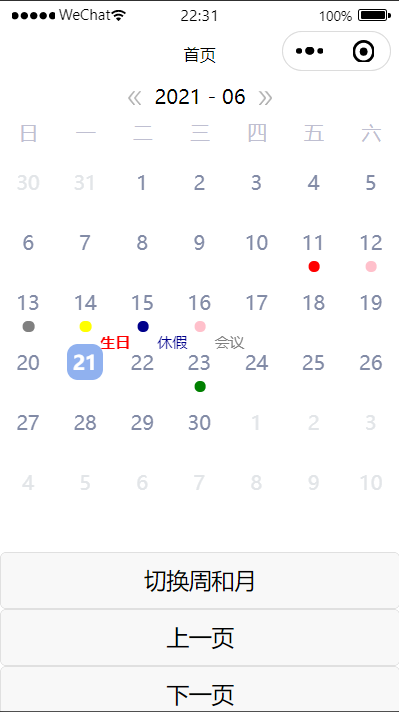 WeChat 22:31 100%
首页
« 2021 - 06 »
日 一 二 三 四 五 六
30 31 1 2 3 4 5
6 7 8 9 10 11 12
13 14 15 16 17 18 19
生日 休假 会议
20 21 22 23 24 25 26
27 28 29 30 1 2 3
4 5 6 7 8 9 10
切换周和月
上一页
下一页